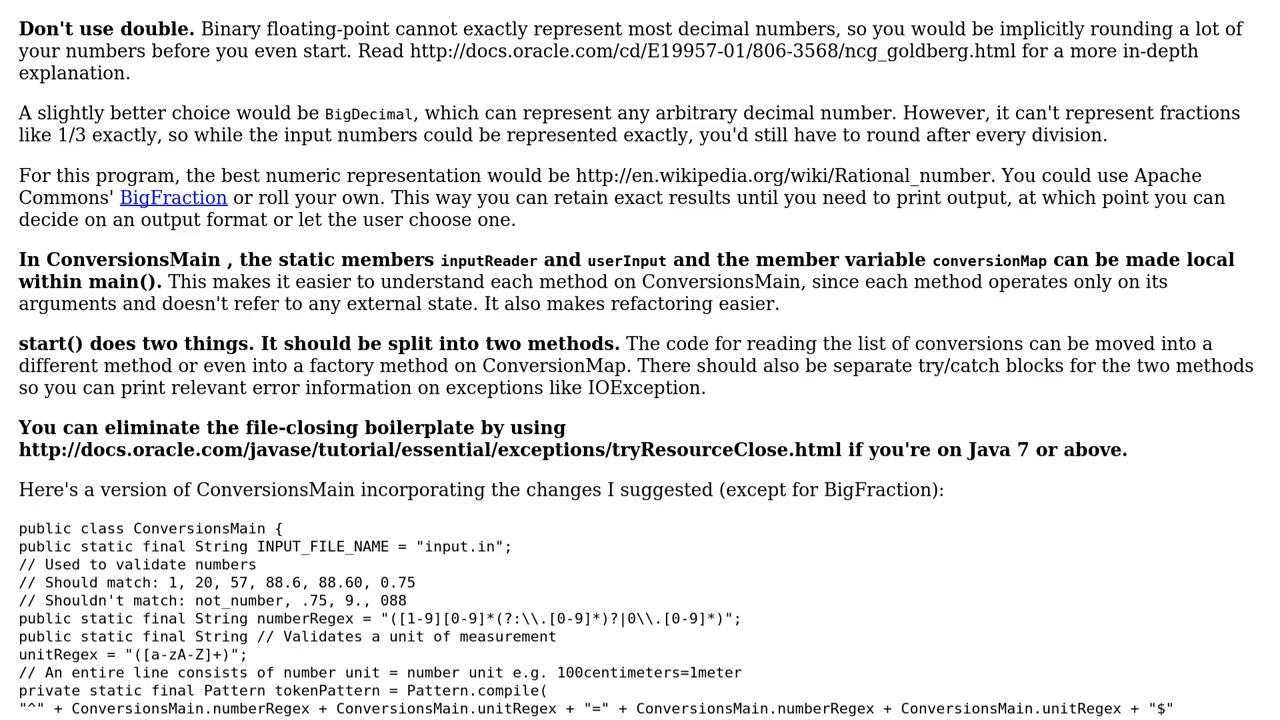 Don't use double. Binary floating-point cannot exactly represent most decimal numbers, so you would be implicitly rounding a lot of
your numbers before you even start. Read http://docs.oracle.com/cd/E19957-01/806-3568/ncg_goldberg.html for a more in-depth
explanation.
A slightly better choice would be BigDecimal, which can represent any arbitrary decimal number. However, it can't represent fractions
like 1/3 exactly, so while the input numbers could be represented exactly, you'd still have to round after every division.
For this program, the best numeric representation would be http://en.wikipedia.org/wiki/Rational_number. You could use Apache
Commons' BigFraction or roll your own. This way you can retain exact results until you need to print output, at which point you can
decide on an output format or let the user choose one.
In ConversionsMain , the static members inputReader and userInput and the member variable conversionMap can be made local
within main(). This makes it easier to understand each method on ConversionsMain, since each method operates only on its
arguments and doesn't refer to any external state. It also makes refactoring easier.
start() does two things. It should be split into two methods. The code for reading the list of conversions can be moved into a
different method or even into a factory method on ConversionMap. There should also be separate try/catch blocks for the two methods
so you can print relevant error information on exceptions like IOException.
You can eliminate the file-closing boilerplate by using
http://docs.oracle.com/javase/tutorial/essential/exceptions/tryResourceClose.html if you're on Java 7 or above.
Here's a version of ConversionsMain incorporating the changes I suggested (except for BigFraction):
public class ConversionsMain {
public static final String INPUT_FILE_NAME = "input.in";
// Used to validate numbers
// Should match: 1, 20, 57, 88.6, 88.60, 0.75
// Shouldn't match: not_number, .75, 9., 088
public static final String numberRegex = "([1-9][0-9]*(?:\\.[0-9]*)?|0\\.[0-9]*)";
public static final String // Validates a unit of measurement
unitRegex = "([a-zA-Z]+)";
// An entire line consists of number unit = number unit e.g. 100centimeters=1meter
private static final Pattern tokenPattern = Pattern.compile(
"^" + ConversionsMain.numberRegex + ConversionsMain.unitRegex + "=" + ConversionsMain.numberRegex + ConversionsMain.unitRegex + "$"